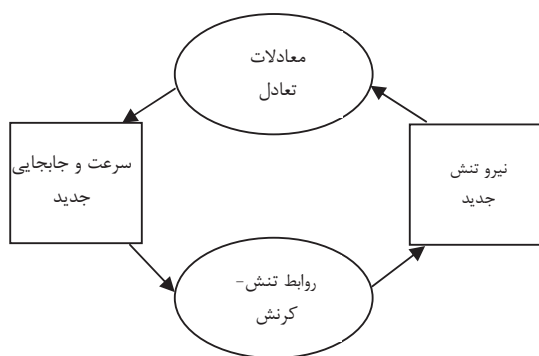 معادلات
تعادل
نیرو تنش
جدید
سرعت و جابجایی
جدید
روابط تنش-
کرنش